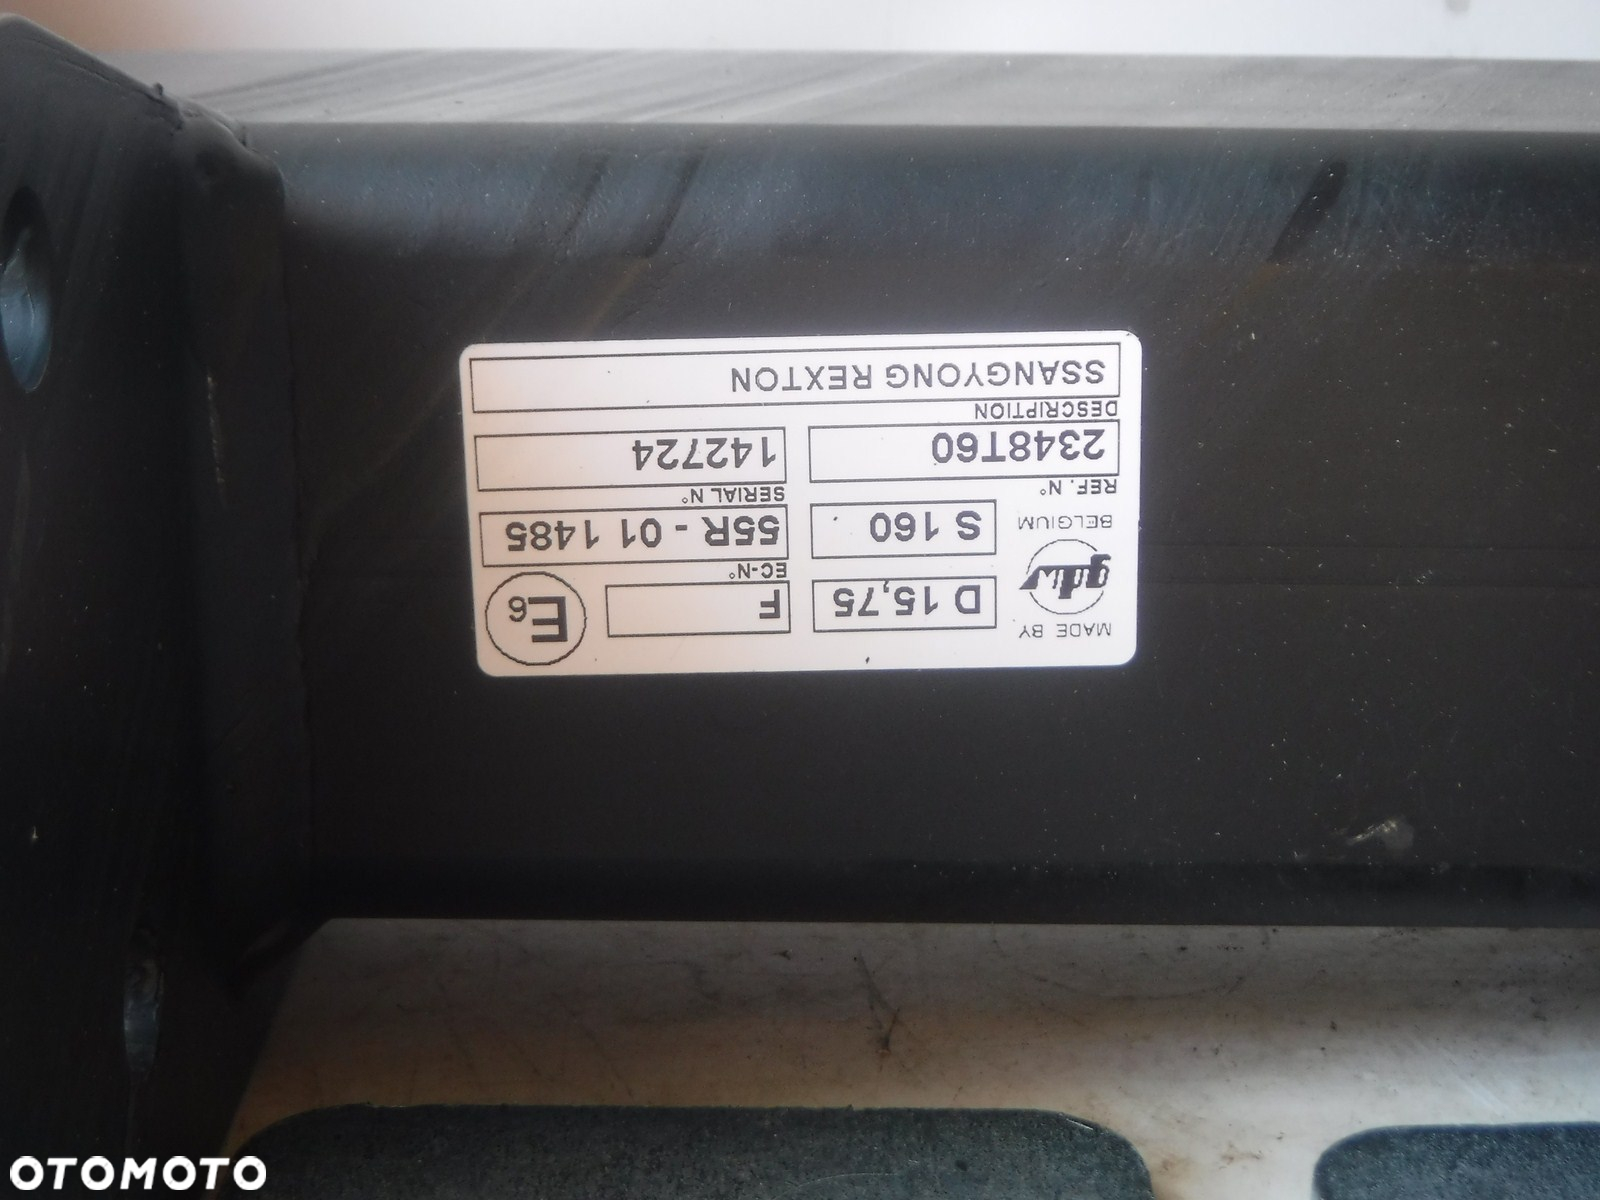 MADE BY
gdw
BELGIUM
D 15,75
F
E6
EC-N°
S 160
55R - 01 1485
REF. N°
SERIAL N°
2348T60
142724
DESCRIPTION
SSANGYONG REXTON
OTOMOTO